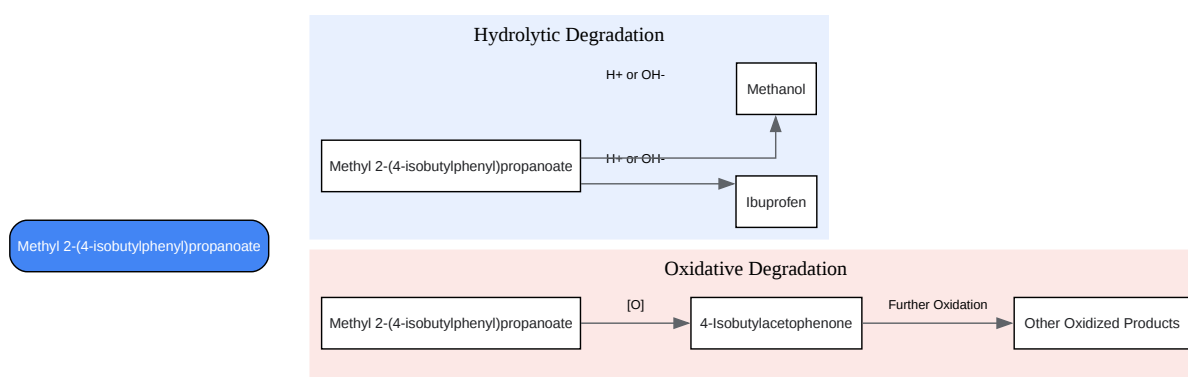 Hydrolytic Degradation
H+ or OH-
Methanol
Methyl 2-(4-isobutylphenyl)propanoate
H+ or OH-
Ibuprofen
Methyl 2-(4-isobutylphenyl)propanoate
Oxidative Degradation
Methyl 2-(4-isobutylphenyl)propanoate
[O]
4-Isobutylacetophenone
Further Oxidation
Other Oxidized Products